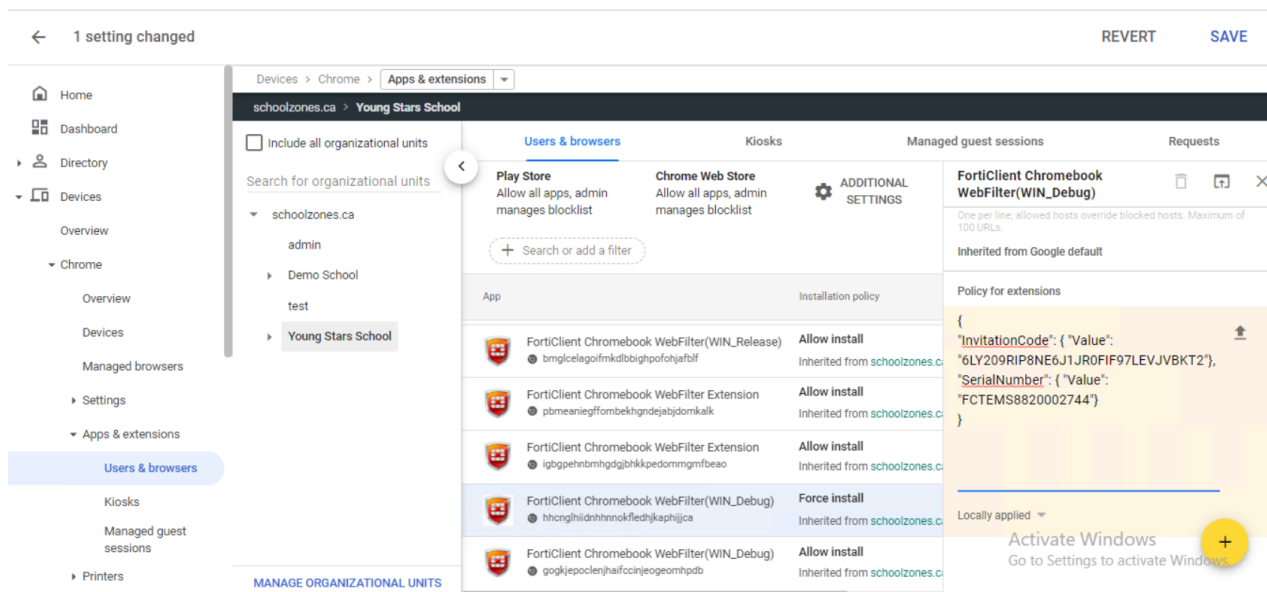 1 setting changed
REVERT
SAVE
Home
Dashboard
Directory
Devices
Overview
Chrome
Overview
Devices
Managed browsers
Settings
Apps & extensions
Users & browsers
Kiosks
Managed guest
sessions
Printers
Devices > Chrome > Apps & extensions
schoolzones.ca > Young Stars School
Include all organizational units
Search for organizational units
schoolzones.ca
admin
Demo School
test
Young Stars School
MANAGE ORGANIZATIONAL UNITS
Users & browsers
Kiosks
Managed guest sessions
Requests
Play Store
Allow all apps, admin
manages blocklist
Chrome Web Store
Allow all apps, admin
manages blocklist
ADDITIONAL
SETTINGS
+ Search or add a filter
App
Installation policy
FortiClient Chromebook WebFilter(WIN_Release)
bmglcelagoifmkdlbbighpofohjafblf
Allow install
Inherited from schoolzones.ca
FortiClient Chromebook WebFilter Extension
pbmeaniegffombekhgndejabjdomkalk
Allow install
Inherited from schoolzones.ca
FortiClient Chromebook WebFilter Extension
igbgpehnbmhgdgjbhkkpedommgmfbeao
Allow install
Inherited from schoolzones.ca
FortiClient Chromebook WebFilter(WIN_Debug)
hhcnglhiidnhhnnokfledhjkaphijjca
Force install
Inherited from schoolzones.ca
FortiClient Chromebook WebFilter(WIN_Debug)
gogkjepoclenjhaifccinjeogeomhpdb
Allow install
Inherited from schoolzones.ca
FortiClient Chromebook
WebFilter(WIN_Debug)
One per line; allowed hosts override blocked hosts. Maximum of
100 URLs.
Inherited from Google default
Policy for extensions
{
"InvitationCode": { "Value":
"6LY209RIP8NE6J1JR0FIF97LEVJVBKT2"},
"SerialNumber": { "Value":
"FCTEMS8820002744"}
}
Locally applied
Activate Windows
Go to Settings to activate Windows.